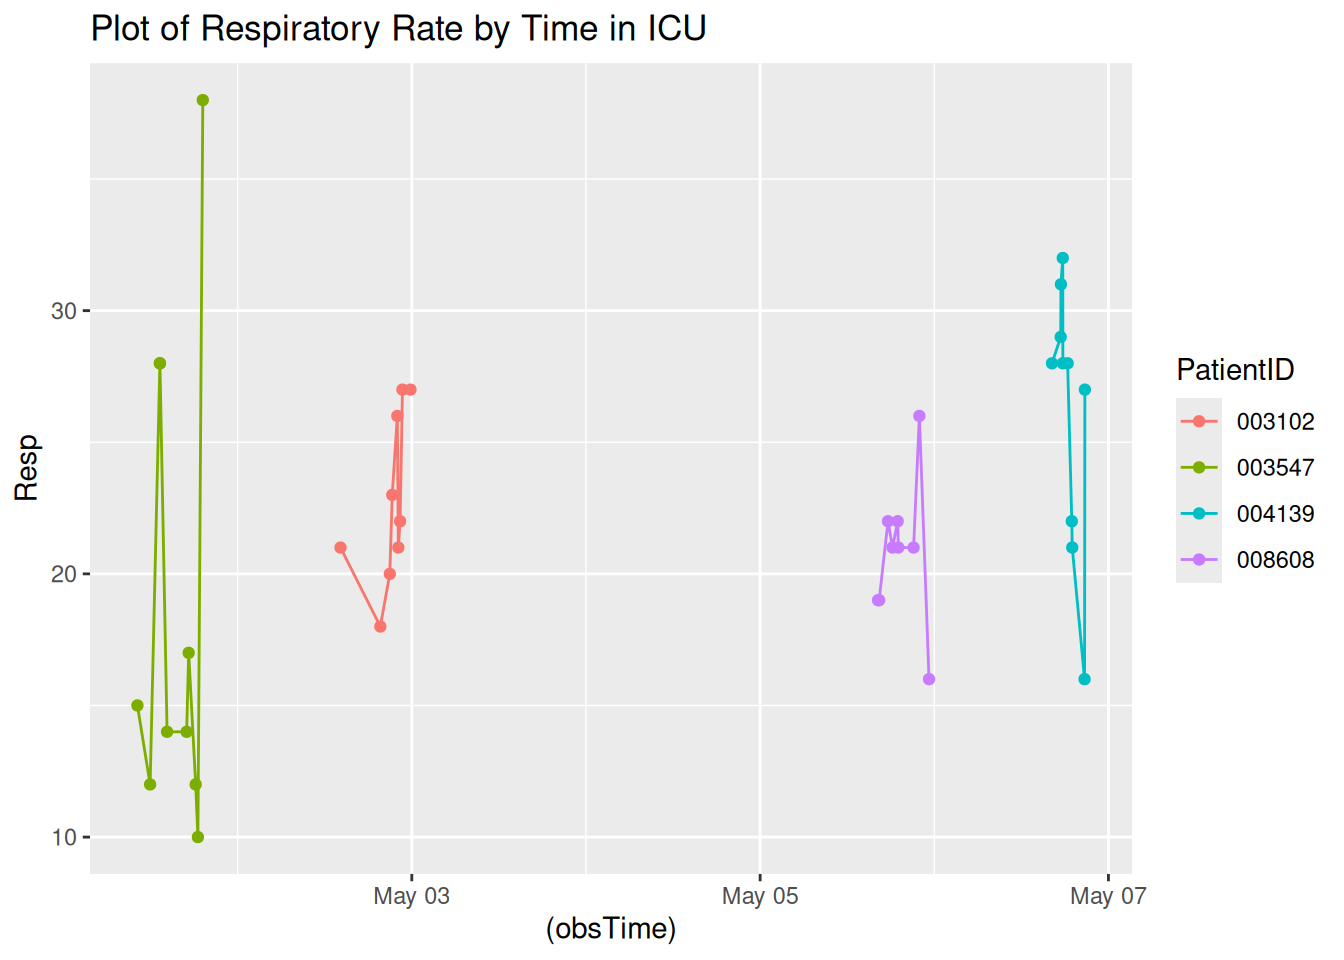 Plot of Respiratory Rate by Time in ICU
Resp
30
20
10
May 03
May 05
May 07
(obsTime)
PatientID
003102
003547
004139
008608